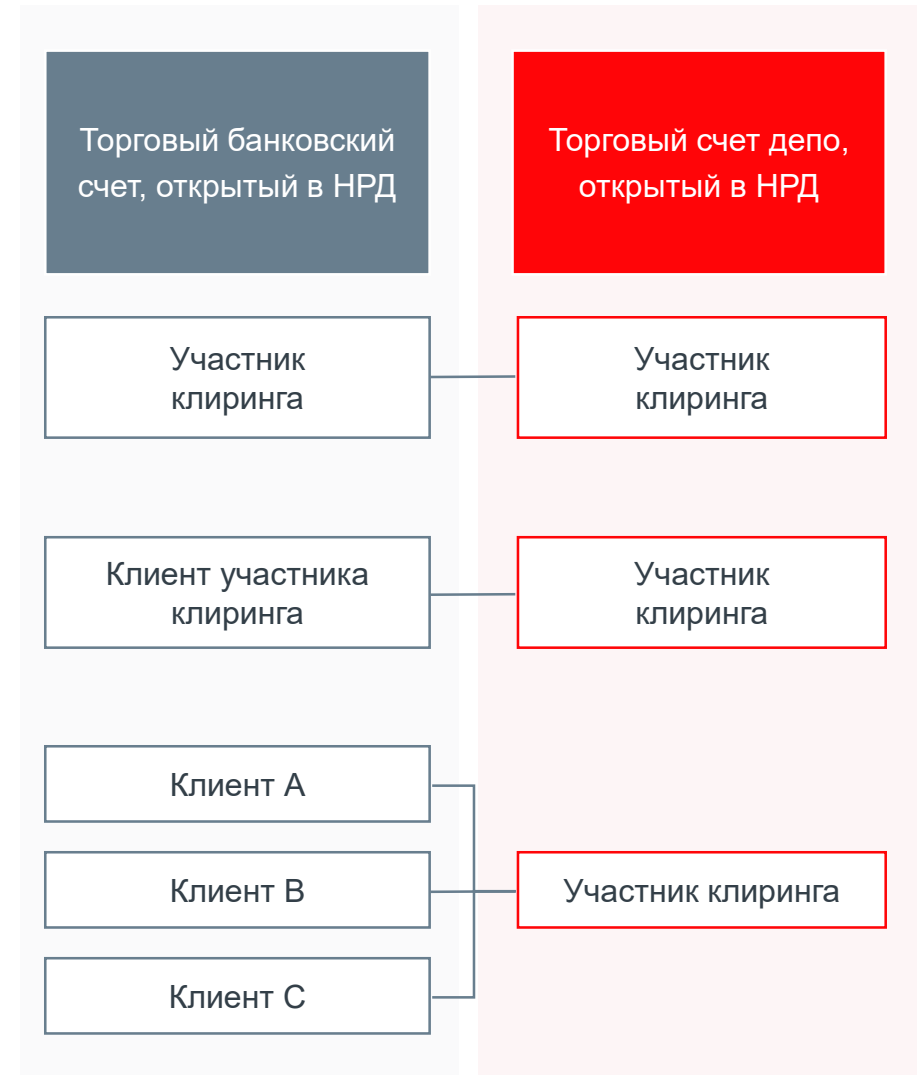 Торговый банковский
счет, открытый в НРД
Торговый счет депо,
открытый в НРД
Участник
клиринга
Участник
клиринга
Клиент участника
клиринга
Участник
клиринга
Клиент А
Клиент В
Участник клиринга
Клиент С